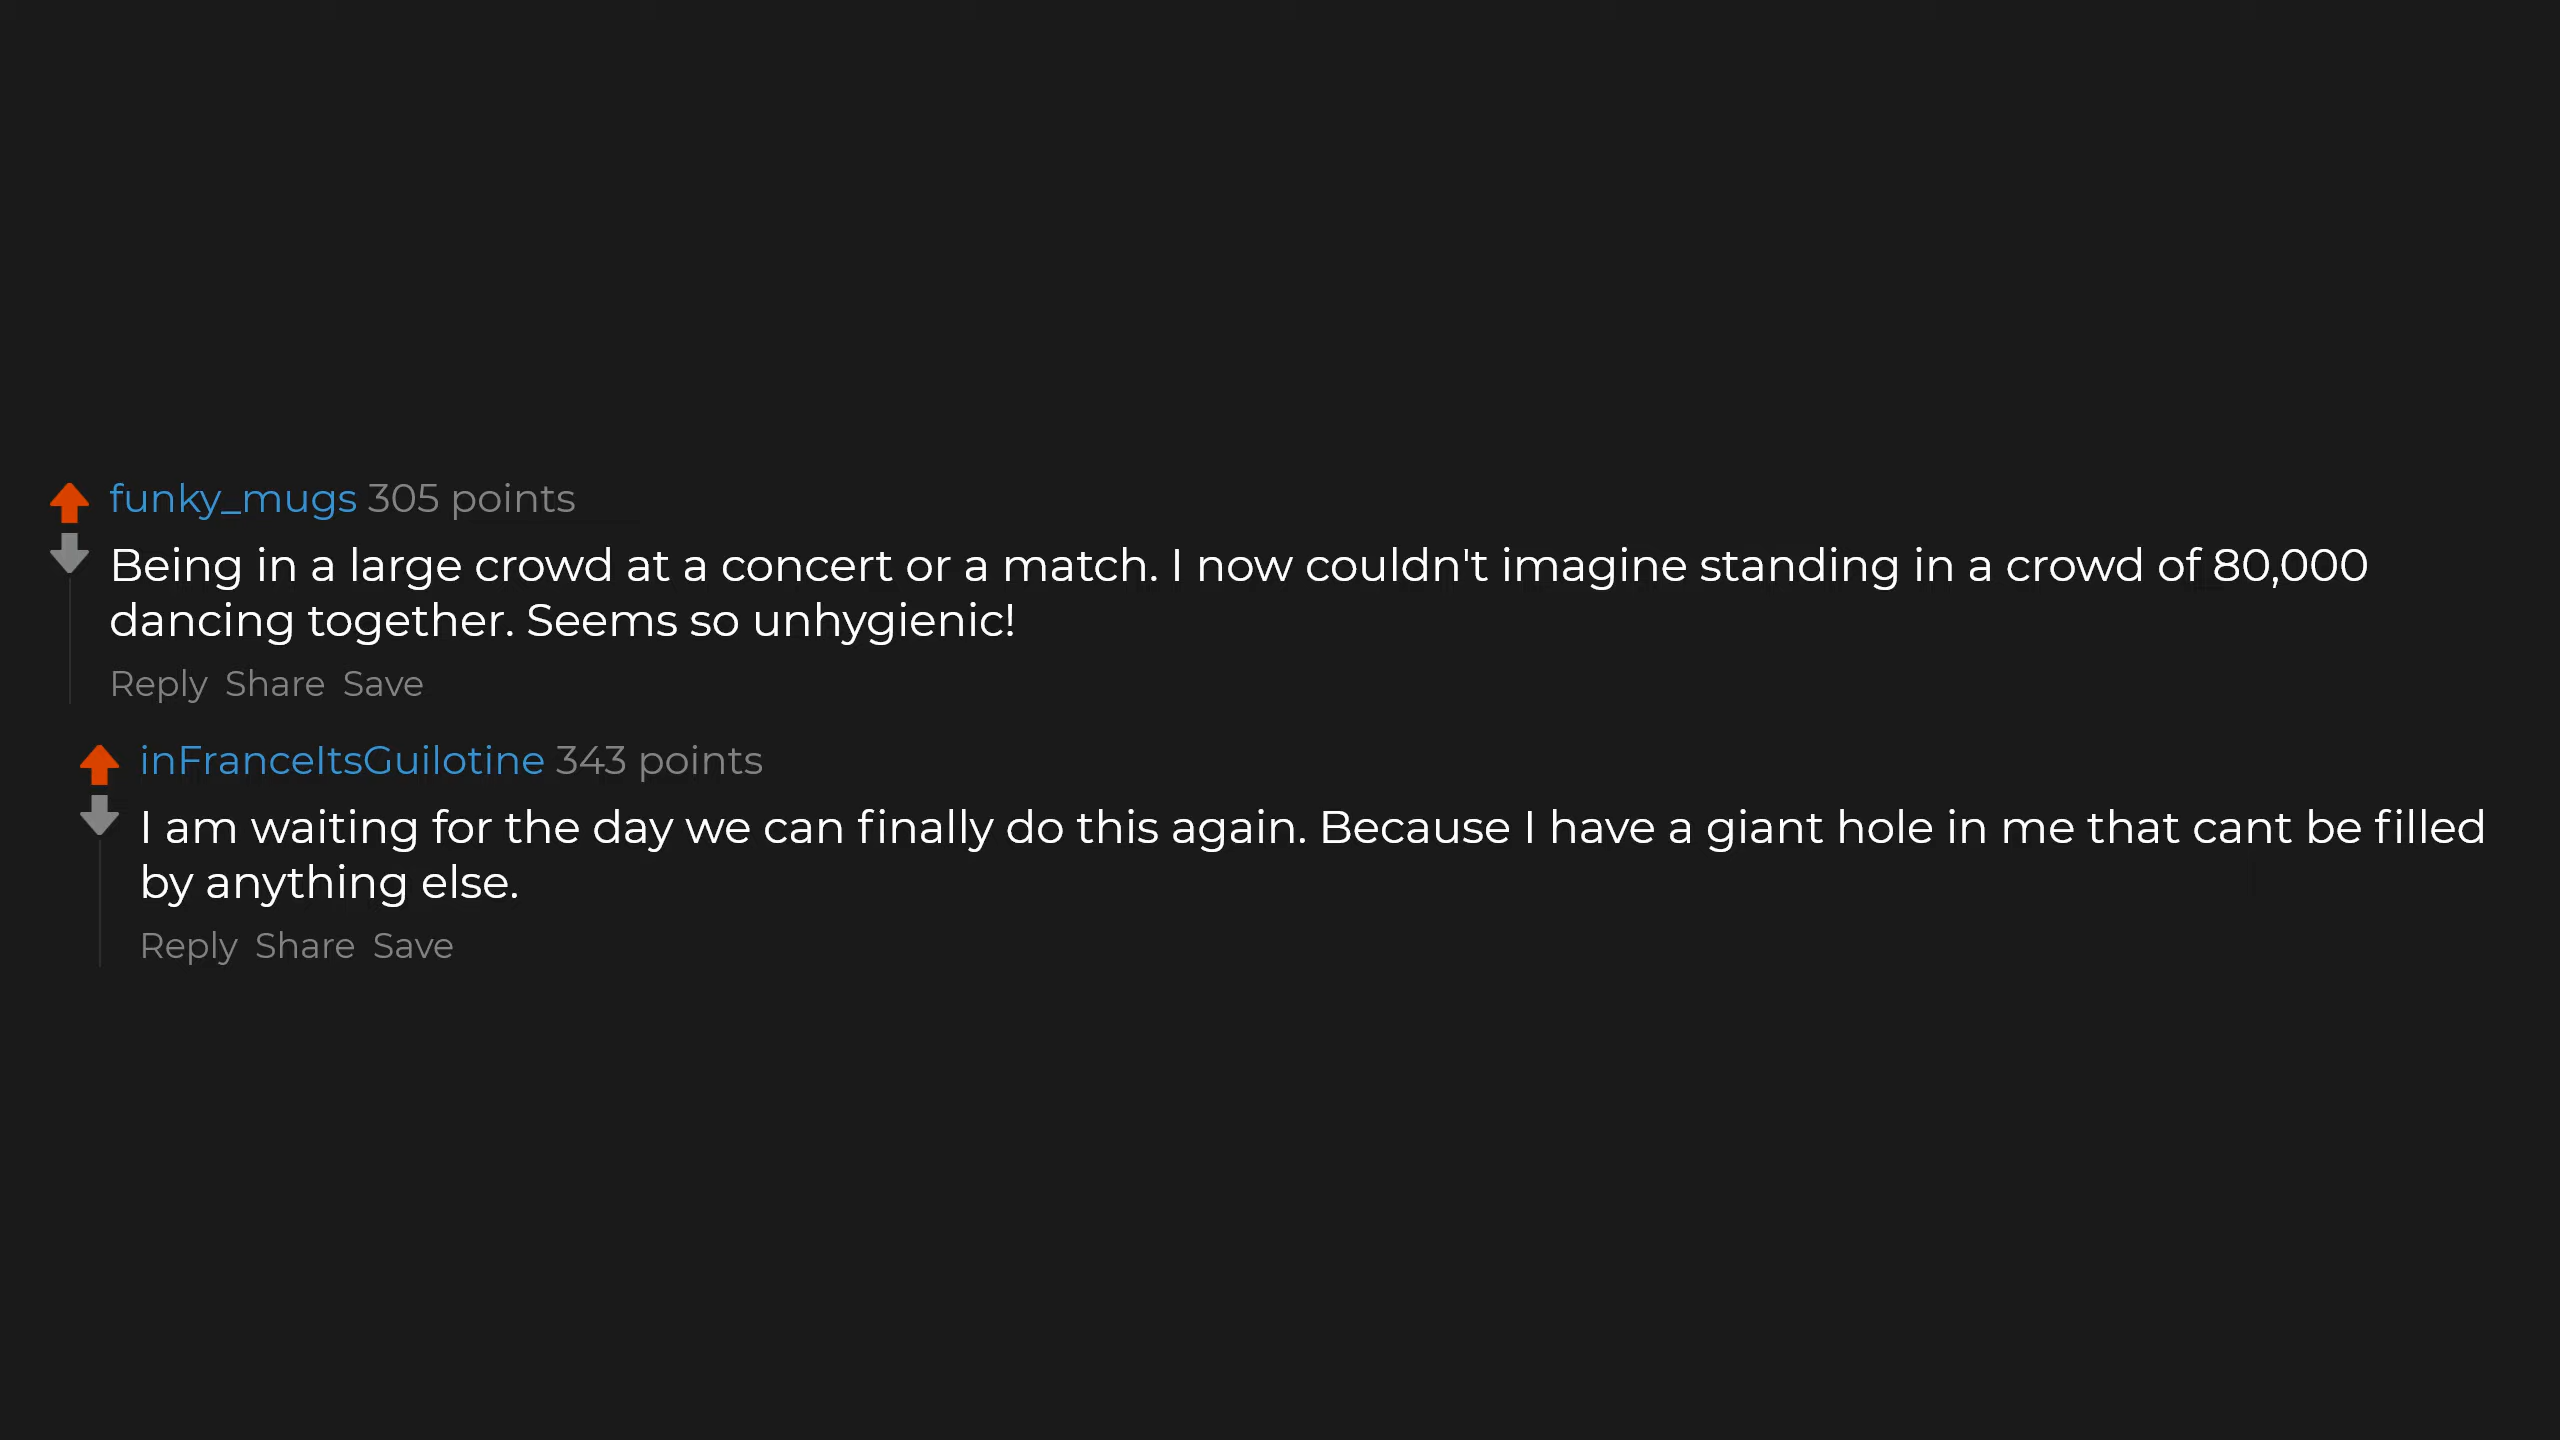 funky_mugs 305 points
Being in a large crowd at a concert or a match. I now couldn't imagine standing in a crowd of 80,000
dancing together. Seems so unhygienic!
Reply Share Save
inFranceItsGuilotine 343 points
I am waiting for the day we can finally do this again. Because I have a giant hole in me that cant be filled
by anything else.
Reply Share Save